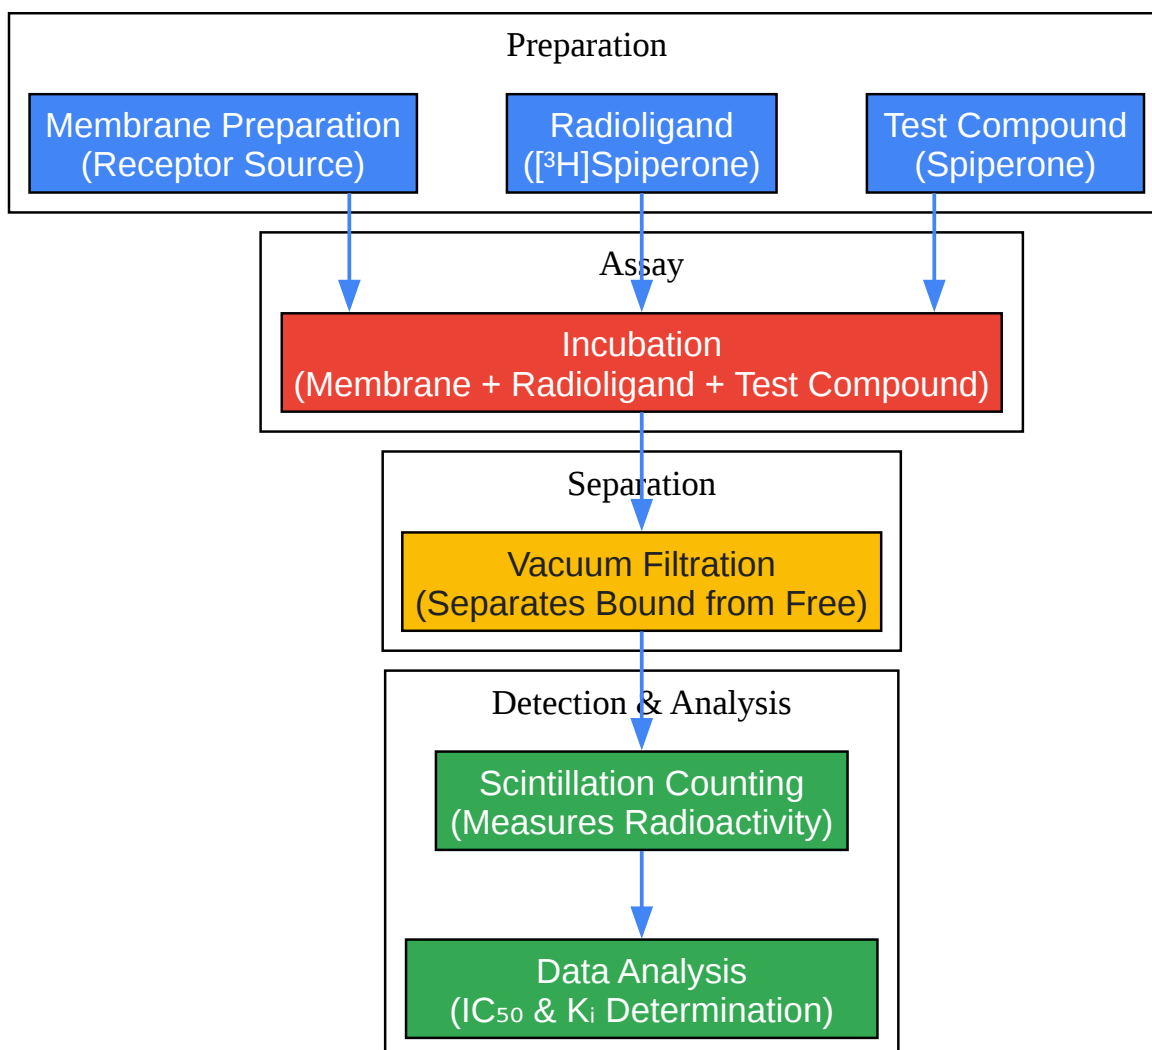 Preparation
Membrane Preparation
(Receptor Source)
Radioligand
([³H]Spiperone)
Test Compound
(Spiperone)
Assay
Incubation
(Membrane + Radioligand + Test Compound)
Separation
Vacuum Filtration
(Separates Bound from Free)
Detection & Analysis
Scintillation Counting
(Measures Radioactivity)
Data Analysis
(IC₅₀ & Kᵢ Determination)